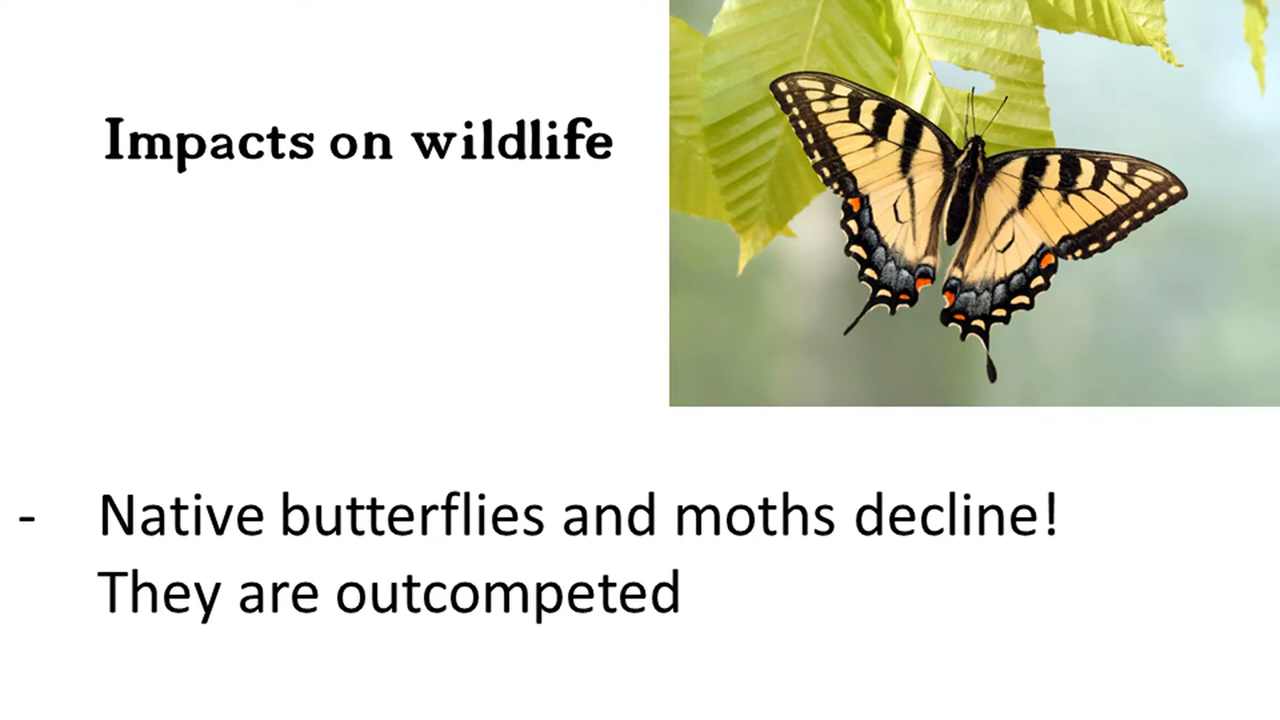 Impacts on wildlife
- Native butterflies and moths decline!
They are outcompeted